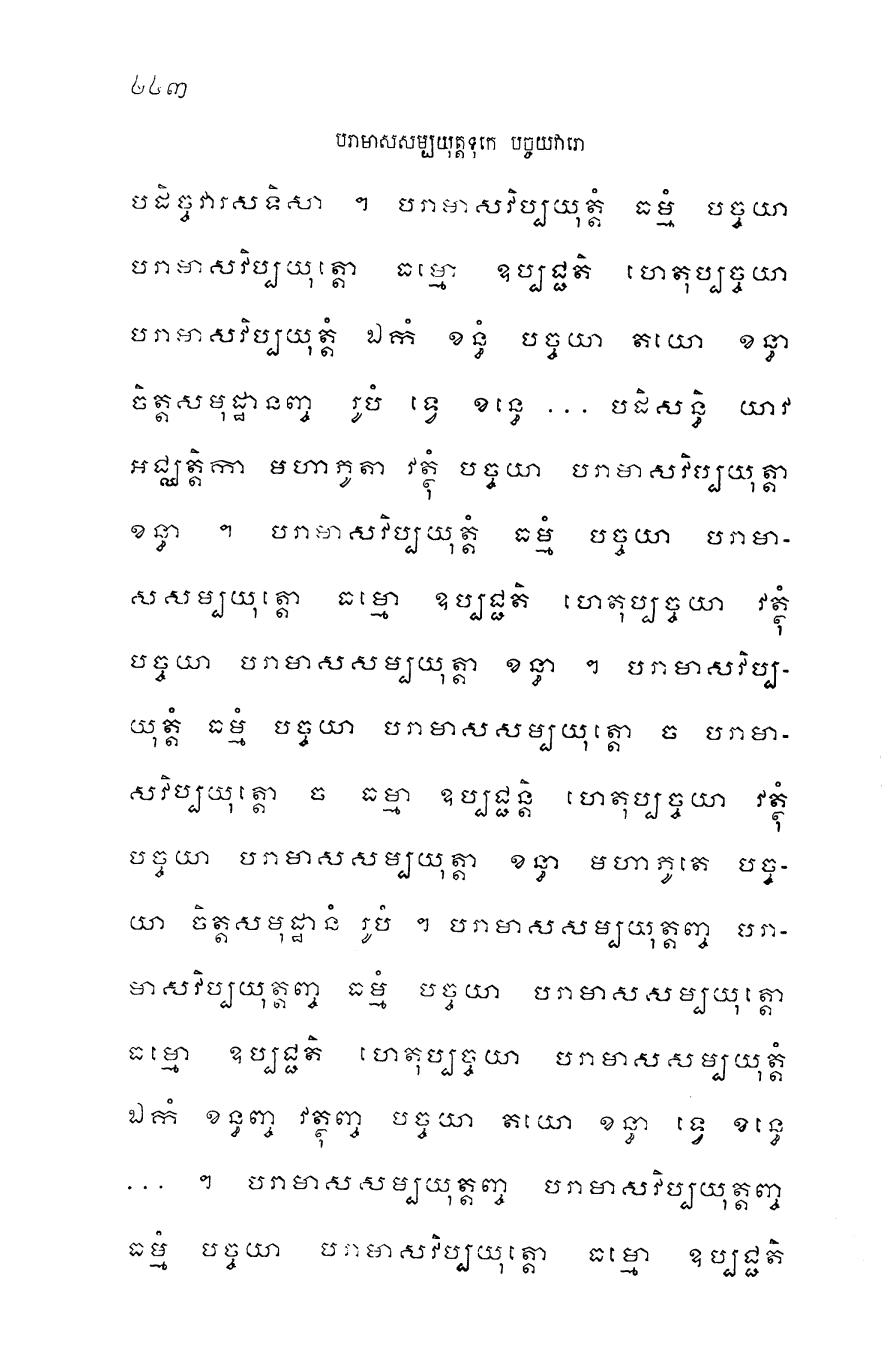 ៤៤៣
បរាមាសសម្បយុត្តទុកេ បច្ចយវារោ
បដិច្ចវារសទិសា ។ បរាមាសវិប្បយុត្តំ ធម្មំ បច្ចយា
បរាមាសវិប្បយុត្តោ ធម្មោ ឧប្បជ្ជតិ ហេតុប្បច្ចយា
បរាមាសវិប្បយុត្តំ ឯកំ ខន្ធំ បច្ចយា តយោ ខន្ធា
ចិត្តសមុដ្ឋានញ្ច រូបំ ទ្វេ ខន្ធេ ... បដិសន្ធិ យាវ
អជ្ឈត្តិកា មហាភូតា វត្ថុំ បច្ចយា បរាមាសវិប្បយុត្តា
ខន្ធា ។ បរាមាសវិប្បយុត្តំ ធម្មំ បច្ចយា បរាមា-
សសម្បយុត្តោ ធម្មោ ឧប្បជ្ជតិ ហេតុប្បច្ចយា វត្ថុំ
បច្ចយា បរាមាសសម្បយុត្តា ខន្ធា ។ បរាមាសវិប្ប-
យុត្តំ ធម្មំ បច្ចយា បរាមាសសម្បយុត្តោ ច បរាមា-
សវិប្បយុត្តោ ច ធម្មា ឧប្បជ្ជន្តិ ហេតុប្បច្ចយា វត្ថុំ
បច្ចយា បរាមាសសម្បយុត្តា ខន្ធា មហាភូតេ បច្ច-
យា ចិត្តសមុដ្ឋានំ រូបំ ។ បរាមាសសម្បយុត្តញ្ច បរា-
មាសវិប្បយុត្តញ្ច ធម្មំ បច្ចយា បរាមាសសម្បយុត្តោ
ធម្មោ ឧប្បជ្ជតិ ហេតុប្បច្ចយា បរាមាសសម្បយុត្តំ
ឯកំ ខន្ធញ្ច វត្ថុញ្ច បច្ចយា តយោ ខន្ធា ទ្វេ ខន្ធេ
... ។ បរាមាសសម្បយុត្តញ្ច បរាមាសវិប្បយុត្តញ្ច
ធម្មំ បច្ចយា បរាមាសវិប្បយុត្តោ ធម្មោ ឧប្បជ្ជតិ